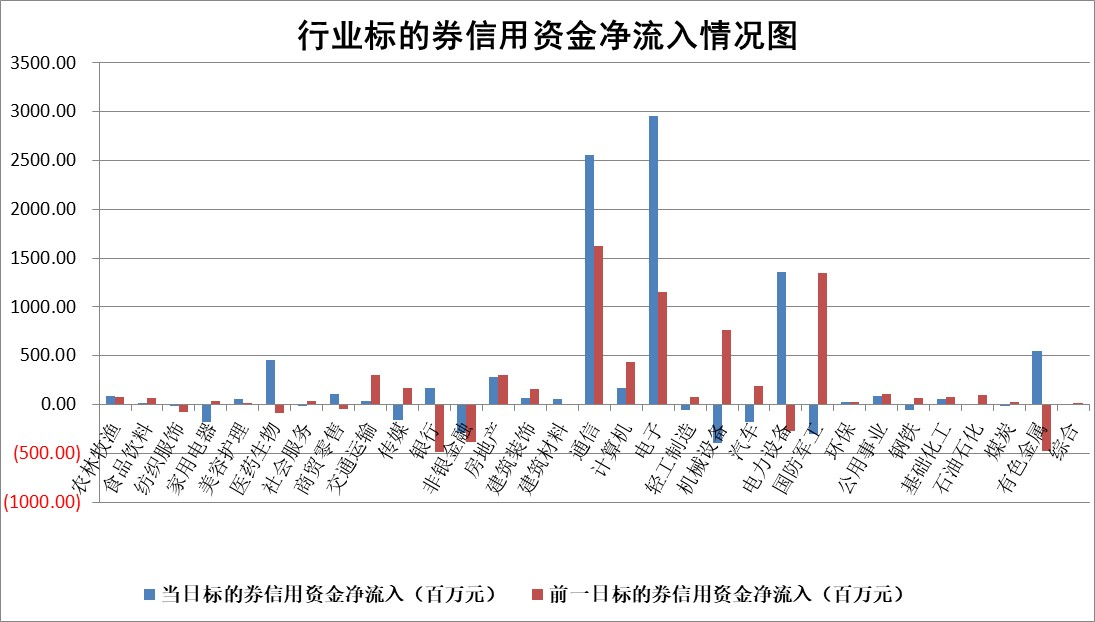 行业标的券信用资金净流入情况图
3500.00
3000.00
2500.00
2000.00
1500.00
1000.00
500.00
0.00
(500.00)
(1000.00)
农林牧渔
食品饮料
纺织服饰
家用电器
美容护理
医药生物
社会服务
商贸零售
交通运输
传媒
银行
非银金融
房地产
建筑装饰
建筑材料
通信
计算机
电子
轻工制造
机械设备
汽车
电力设备
国防军工
环保
公用事业
钢铁
基础化工
石油石化
煤炭
有色金属
综合
当日标的券信用资金净流入（百万元）
前一日标的券信用资金净流入（百万元）